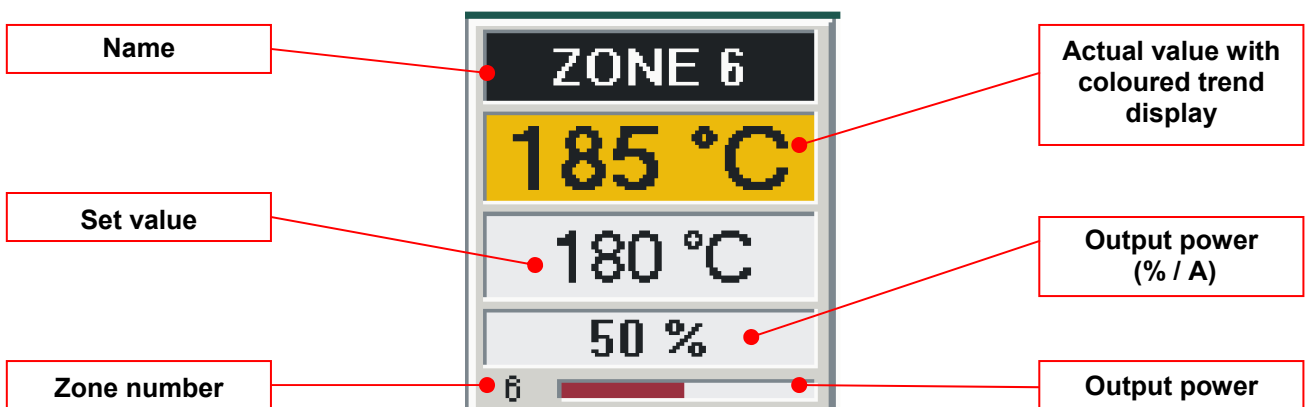 Name
ZONE 6
Actual value with
coloured trend
display
185 °C
Set value
180 °C
Output power
(% / A)
50 %
Zone number
6
Output power